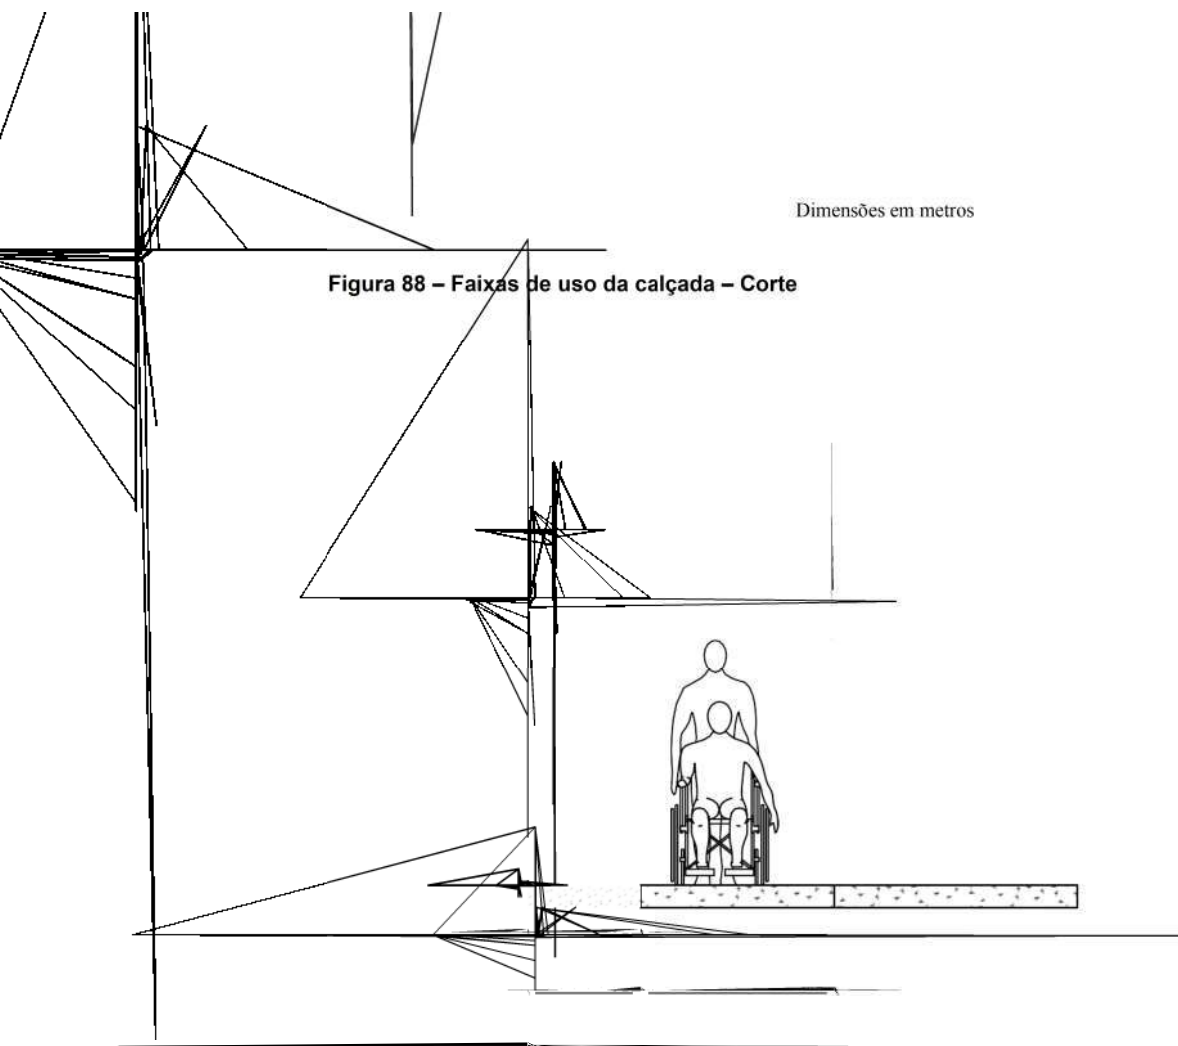 Dimensões em metros
Figura 88 – Faixas de uso da calçada – Corte